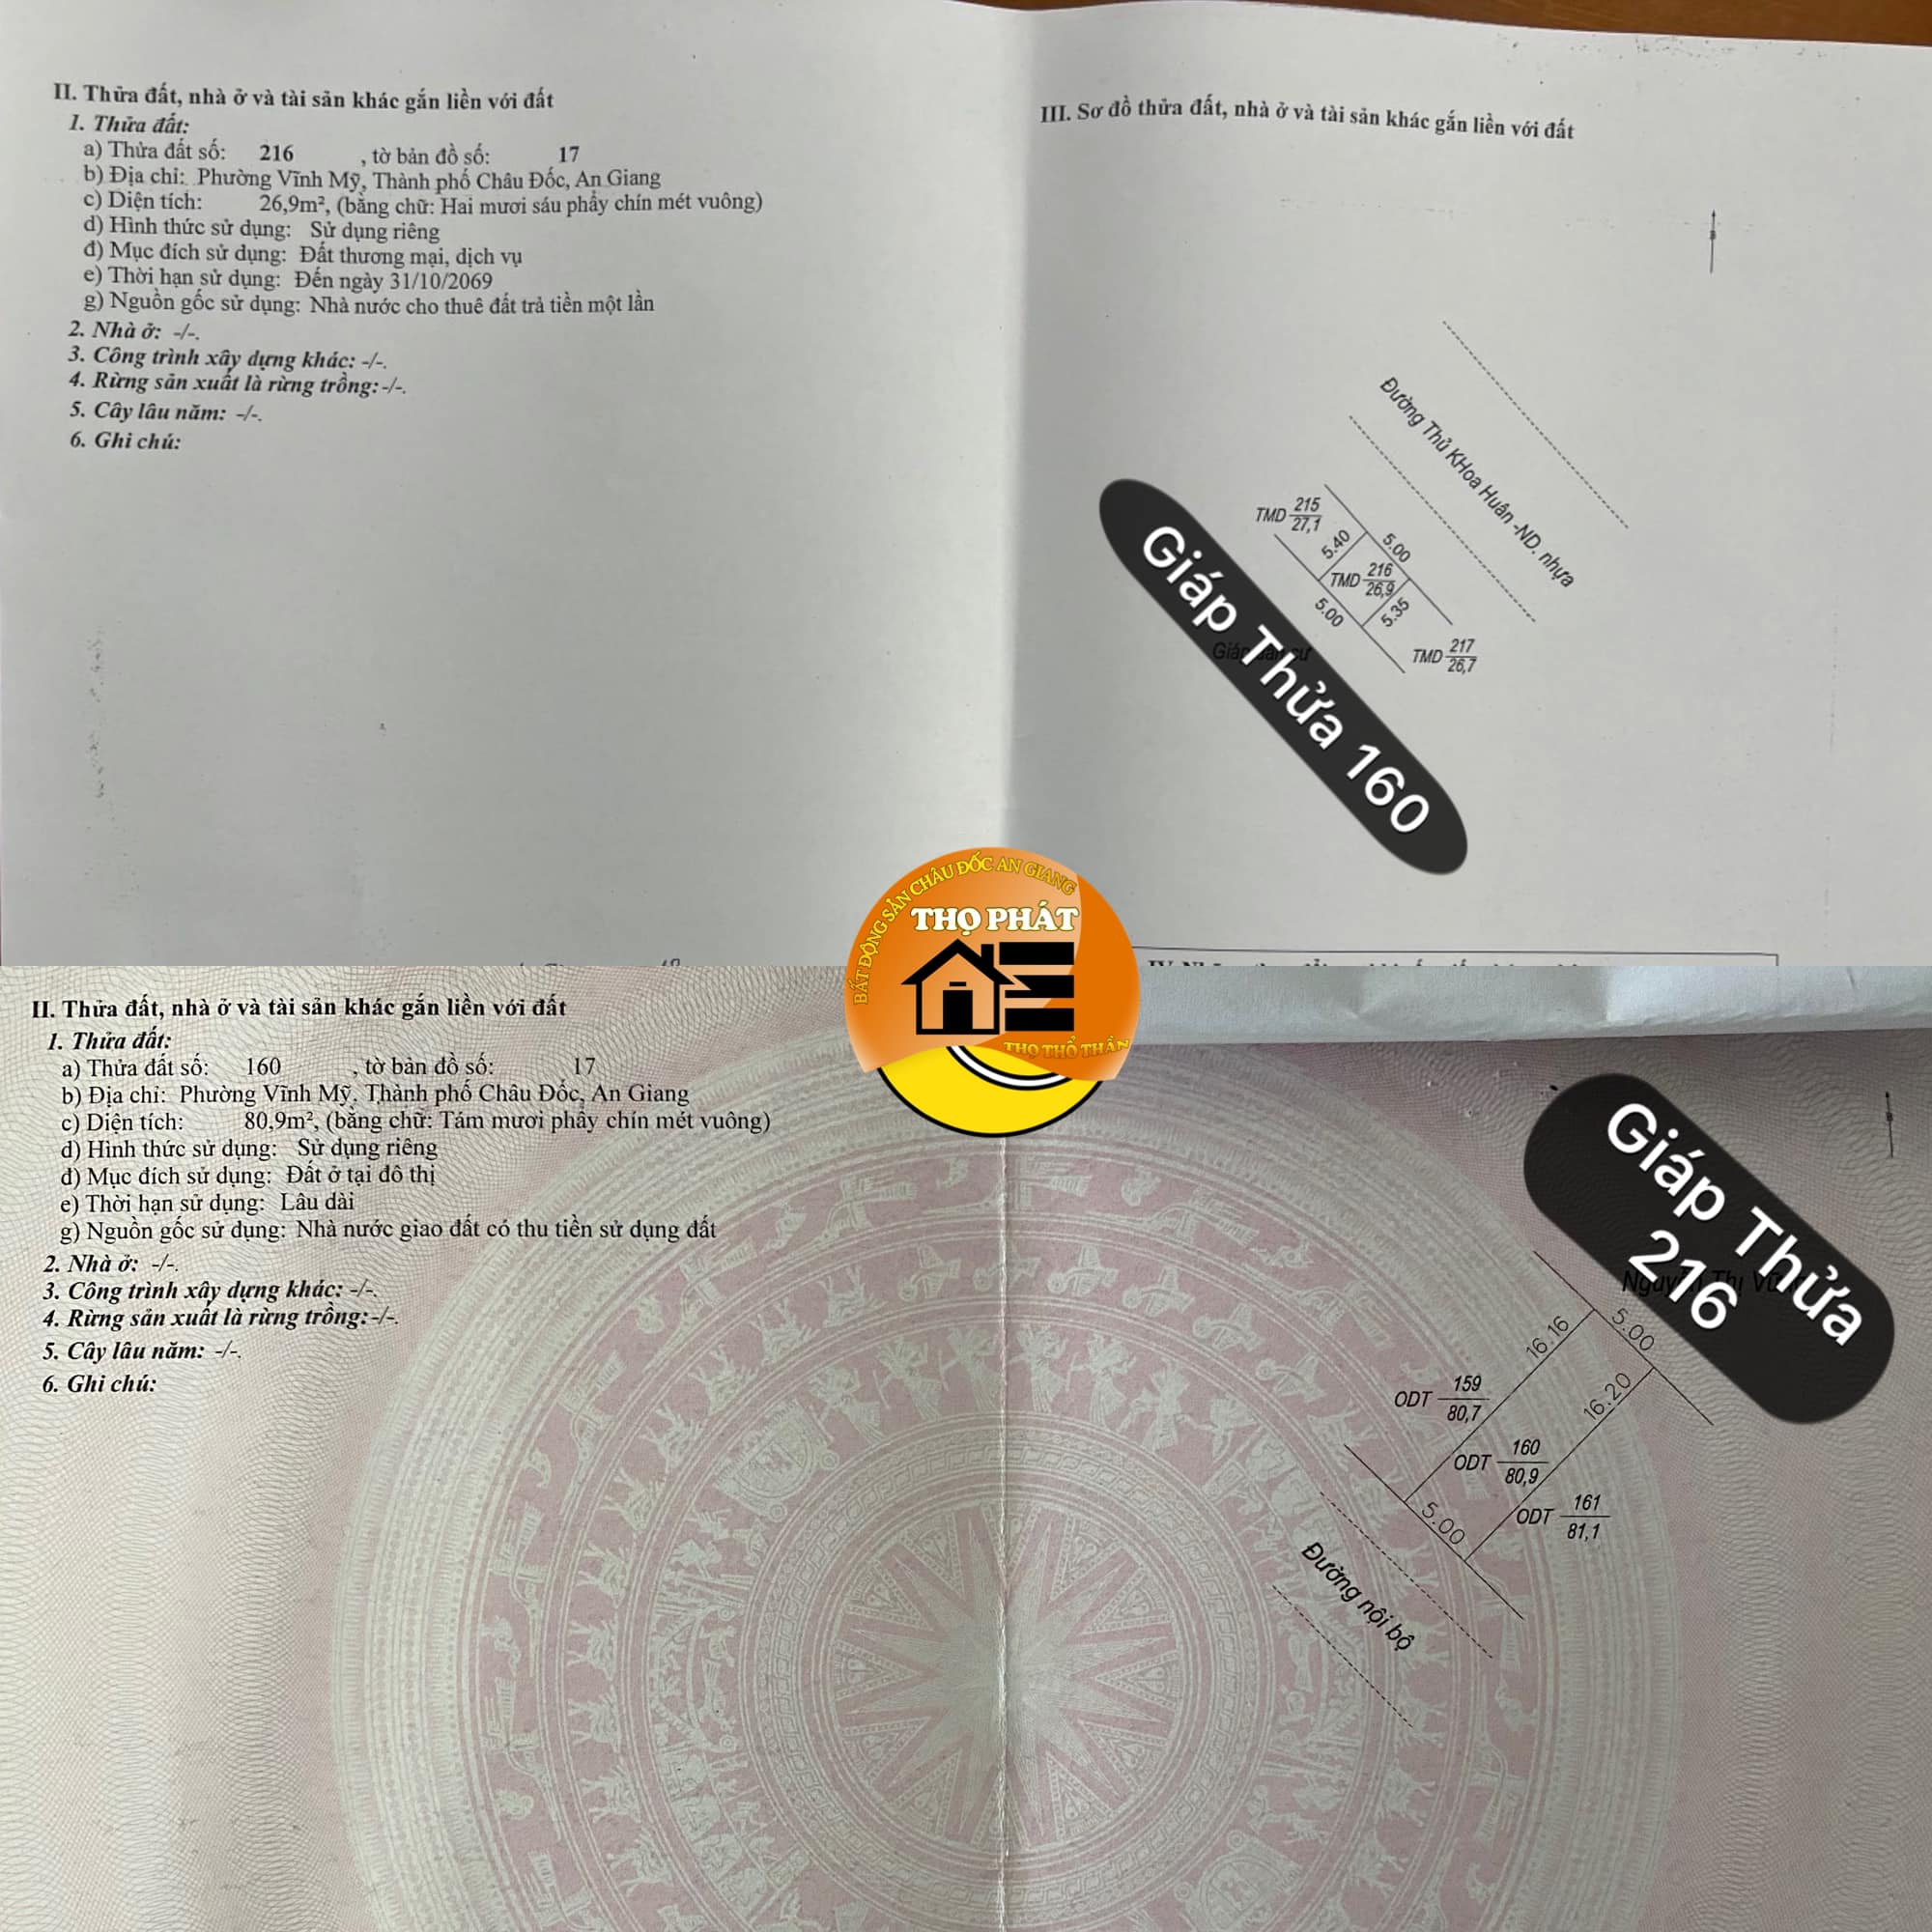 II. Thửa đất, nhà ở và tài sản khác gắn liền với đất
1. Thửa đất:
a) Thửa đất số: 216 , tờ bản đồ số: 17
b) Địa chỉ: Phường Vĩnh Mỹ, Thành phố Châu Đốc, An Giang
c) Diện tích: 26,9m², (bằng chữ: Hai mươi sáu phẩy chín mét vuông)
d) Hình thức sử dụng: Sử dụng riêng
đ) Mục đích sử dụng: Đất thương mại, dịch vụ
e) Thời hạn sử dụng: Đến ngày 31/10/2069
g) Nguồn gốc sử dụng: Nhà nước cho thuê đất trả tiền một lần
2. Nhà ở: -/-.
3. Công trình xây dựng khác: -/-.
4. Rừng sản xuất là rừng trồng:-/-.
5. Cây lâu năm: -/-.
6. Ghi chú:
III. Sơ đồ thửa đất, nhà ở và tài sản khác gắn liền với đất
Đường Thủ KHoa Huân -NĐ. nhựa
TMD 215
27,1
5.40
5.00
TMD 216
26,9
5.00
5.35
TMD 217
26,7
Giáp Thửa 160
BẤT ĐỘNG SẢN CHÂU ĐỐC AN GIANG
THỌ PHÁT
THỌ THỔ THẦN
II. Thửa đất, nhà ở và tài sản khác gắn liền với đất
1. Thửa đất:
a) Thửa đất số: 160 , tờ bản đồ số: 17
b) Địa chỉ: Phường Vĩnh Mỹ, Thành phố Châu Đốc, An Giang
c) Diện tích: 80,9m², (bằng chữ: Tám mươi phẩy chín mét vuông)
d) Hình thức sử dụng: Sử dụng riêng
đ) Mục đích sử dụng: Đất ở tại đô thị
e) Thời hạn sử dụng: Lâu dài
g) Nguồn gốc sử dụng: Nhà nước giao đất có thu tiền sử dụng đất
2. Nhà ở: -/-.
3. Công trình xây dựng khác: -/-.
4. Rừng sản xuất là rừng trồng:-/-.
5. Cây lâu năm: -/-.
6. Ghi chú:
Giáp Thửa
216
5.00
16.16
16.20
ODT 159
80,7
ODT 160
80,9
ODT 161
81,1
5.00
Đường nội bộ